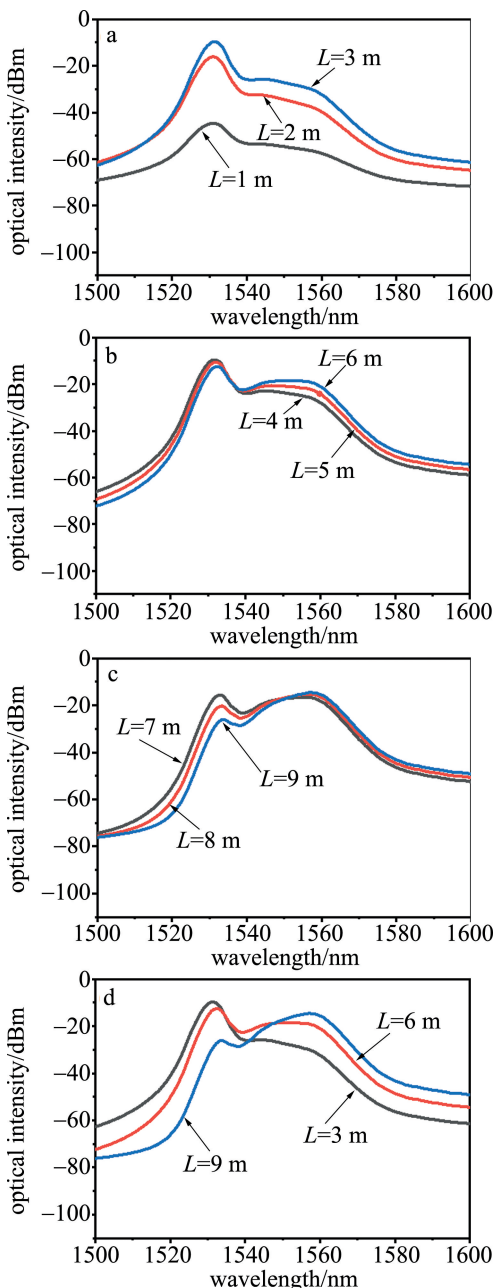 a
0
−20
−40
−60
−80
−100
optical intensity/dBm
L=3 m
L=2 m
L=1 m
1500 1520 1540 1560 1580 1600
wavelength/nm
b
0
−20
−40
−60
−80
−100
optical intensity/dBm
L=6 m
L=4 m
L=5 m
1500 1520 1540 1560 1580 1600
wavelength/nm
c
0
−20
−40
−60
−80
−100
optical intensity/dBm
L=7 m
L=9 m
L=8 m
1500 1520 1540 1560 1580 1600
wavelength/nm
d
0
−20
−40
−60
−80
−100
optical intensity/dBm
L=6 m
L=3 m
L=9 m
1500 1520 1540 1560 1580 1600
wavelength/nm